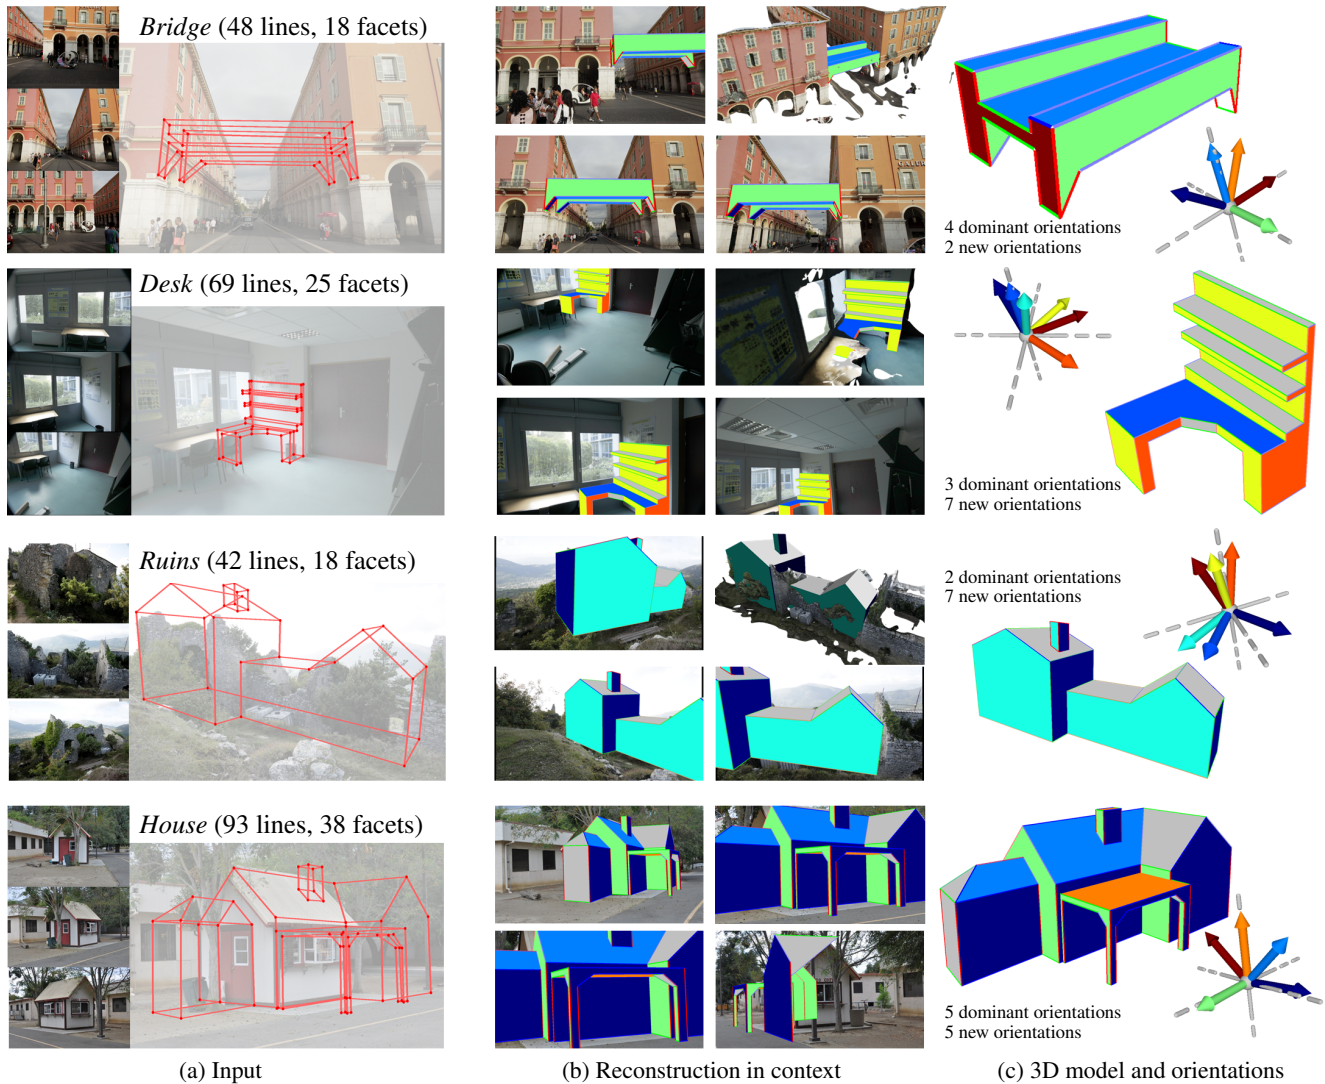 Bridge (48 lines, 18 facets)
4 dominant orientations
2 new orientations
Desk (69 lines, 25 facets)
3 dominant orientations
7 new orientations
Ruins (42 lines, 18 facets)
2 dominant orientations
7 new orientations
House (93 lines, 38 facets)
5 dominant orientations
5 new orientations
(a) Input
(b) Reconstruction in context
(c) 3D model and orientations